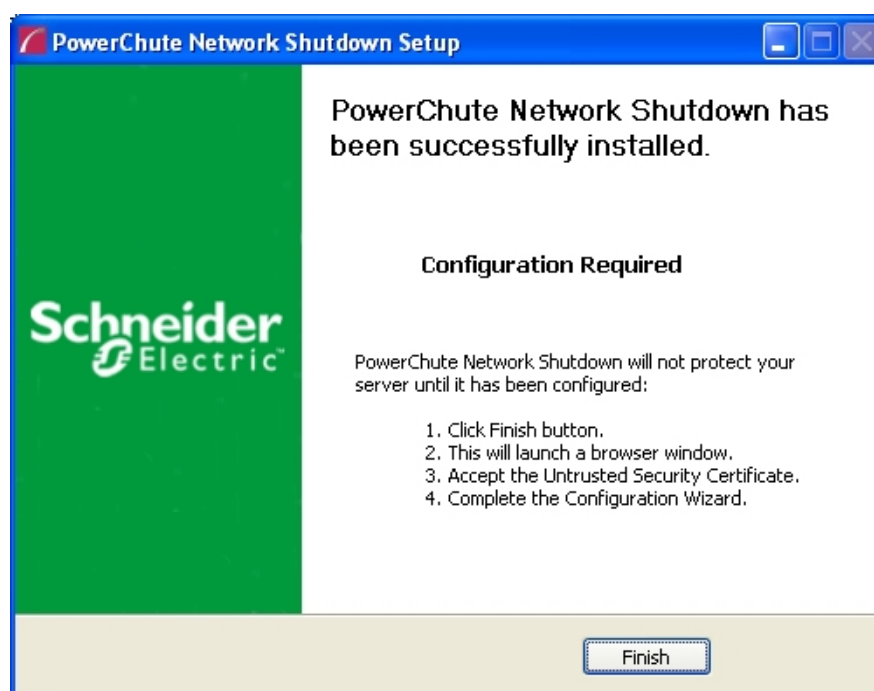 PowerChute Network Shutdown Setup
PowerChute Network Shutdown has
been successfully installed.
Configuration Required
Schneider
Electric™
PowerChute Network Shutdown will not protect your
server until it has been configured:
1. Click Finish button.
2. This will launch a browser window.
3. Accept the Untrusted Security Certificate.
4. Complete the Configuration Wizard.
Finish